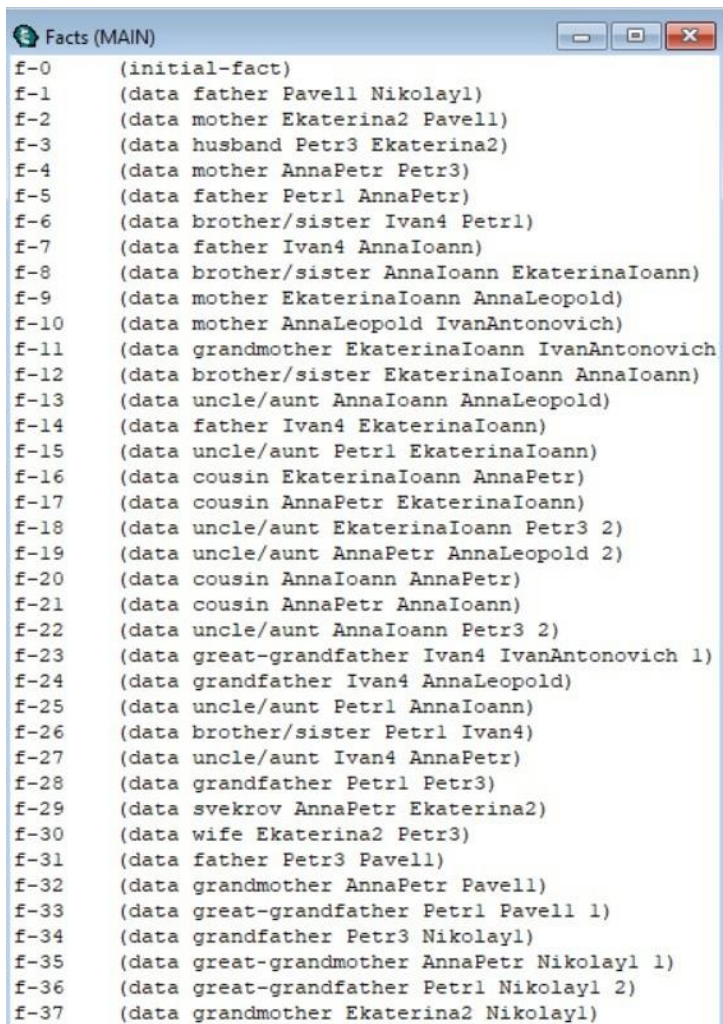 Facts (MAIN)
f-0 (initial-fact)
f-1 (data father Pavel1 Nikolay1)
f-2 (data mother Ekaterina2 Pavel1)
f-3 (data husband Petr3 Ekaterina2)
f-4 (data mother AnnaPetr Petr3)
f-5 (data father Petr1 AnnaPetr)
f-6 (data brother/sister Ivan4 Petr1)
f-7 (data father Ivan4 AnnaIoann)
f-8 (data brother/sister AnnaIoann EkaterinaIoann)
f-9 (data mother EkaterinaIoann AnnaLeopold)
f-10 (data mother AnnaLeopold IvanAntonovich)
f-11 (data grandmother EkaterinaIoann IvanAntonovich
f-12 (data brother/sister EkaterinaIoann AnnaIoann)
f-13 (data uncle/aunt AnnaIoann AnnaLeopold)
f-14 (data father Ivan4 EkaterinaIoann)
f-15 (data uncle/aunt Petr1 EkaterinaIoann)
f-16 (data cousin EkaterinaIoann AnnaPetr)
f-17 (data cousin AnnaPetr EkaterinaIoann)
f-18 (data uncle/aunt EkaterinaIoann Petr3 2)
f-19 (data uncle/aunt AnnaPetr AnnaLeopold 2)
f-20 (data cousin AnnaIoann AnnaPetr)
f-21 (data cousin AnnaPetr AnnaIoann)
f-22 (data uncle/aunt AnnaIoann Petr3 2)
f-23 (data great-grandfather Ivan4 IvanAntonovich 1)
f-24 (data grandfather Ivan4 AnnaLeopold)
f-25 (data uncle/aunt Petr1 AnnaIoann)
f-26 (data brother/sister Petr1 Ivan4)
f-27 (data uncle/aunt Ivan4 AnnaPetr)
f-28 (data grandfather Petr1 Petr3)
f-29 (data svekrov AnnaPetr Ekaterina2)
f-30 (data wife Ekaterina2 Petr3)
f-31 (data father Petr3 Pavel1)
f-32 (data grandmother AnnaPetr Pavel1)
f-33 (data great-grandfather Petr1 Pavel1 1)
f-34 (data grandfather Petr3 Nikolay1)
f-35 (data great-grandmother AnnaPetr Nikolay1 1)
f-36 (data great-grandfather Petr1 Nikolay1 2)
f-37 (data grandmother Ekaterina2 Nikolay1)